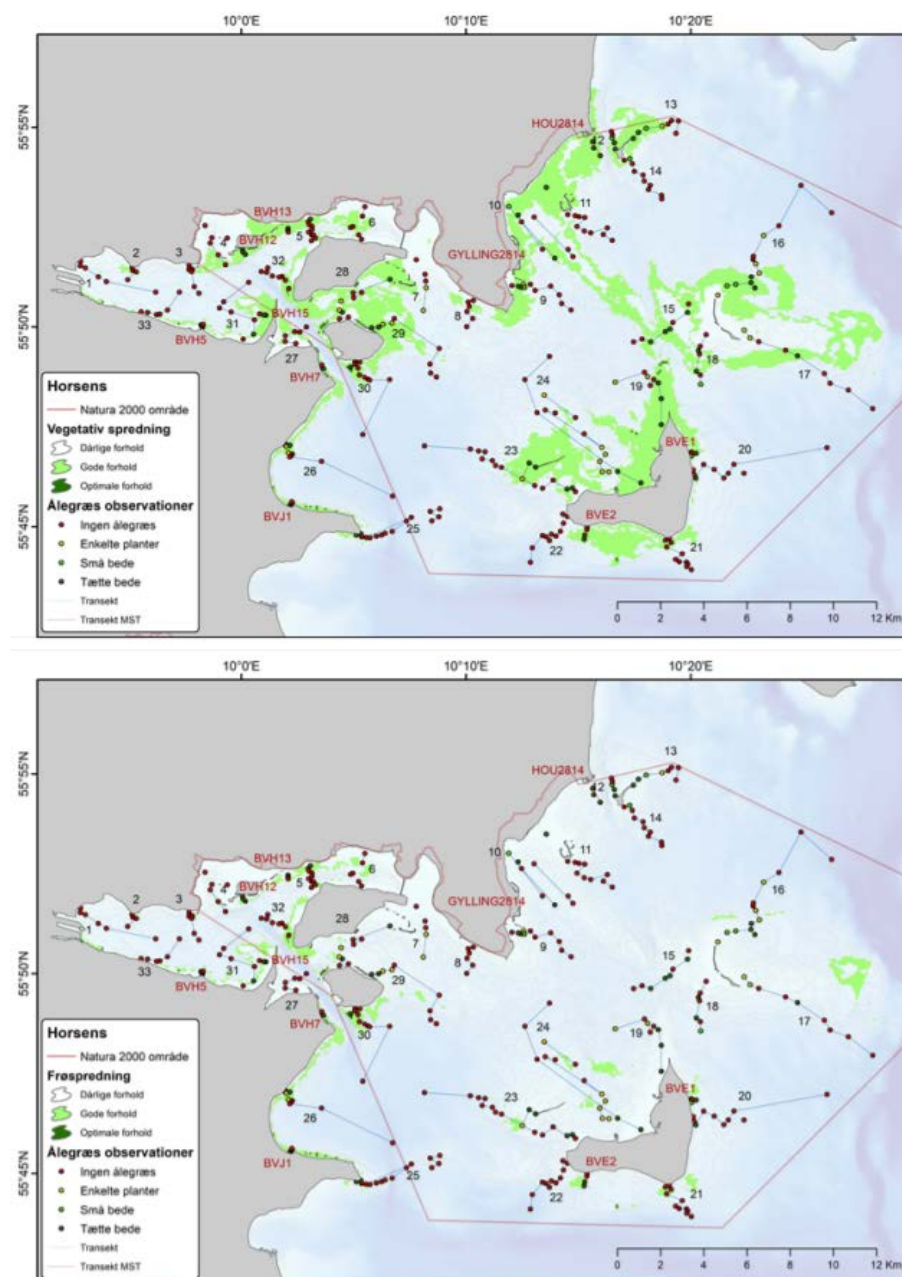 10°0'E 10°10'E 10°20'E
55°55'N
55°50'N
55°45'N
13
HOU2814
12
14
BVH13
10
11
6
5
4
BVH12
16
GYLLING2814
2
3
32
28
1
7
9
8
15
BVH15
33
31
29
BVH5
27
18
BVH7
30
19
17
24
Horsens
Natura 2000 område
Vegetativ spredning
Dårlige forhold
Gode forhold
Optimale forhold
Ålegræs observationer
Ingen ålegræs
Enkelte planter
Små bede
Tætte bede
Transekt
Transekt MST
BVE1
23
20
26
BVJ1
BVE2
25
22
21
0 2 4 6 8 10 12 Km
10°0'E 10°10'E 10°20'E
55°55'N
55°50'N
55°45'N
13
HOU2814
12
14
BVH13
10
11
6
5
4
BVH12
16
GYLLING2814
2
3
32
28
1
7
9
8
15
BVH15
33
31
29
BVH5
27
18
BVH7
30
19
17
24
Horsens
Natura 2000 område
Frøspredning
Dårlige forhold
Gode forhold
Optimale forhold
Ålegræs observationer
Ingen ålegræs
Enkelte planter
Små bede
Tætte bede
Transekt
Transekt MST
BVE1
23
20
26
BVJ1
BVE2
25
22
21
0 2 4 6 8 10 12 Km